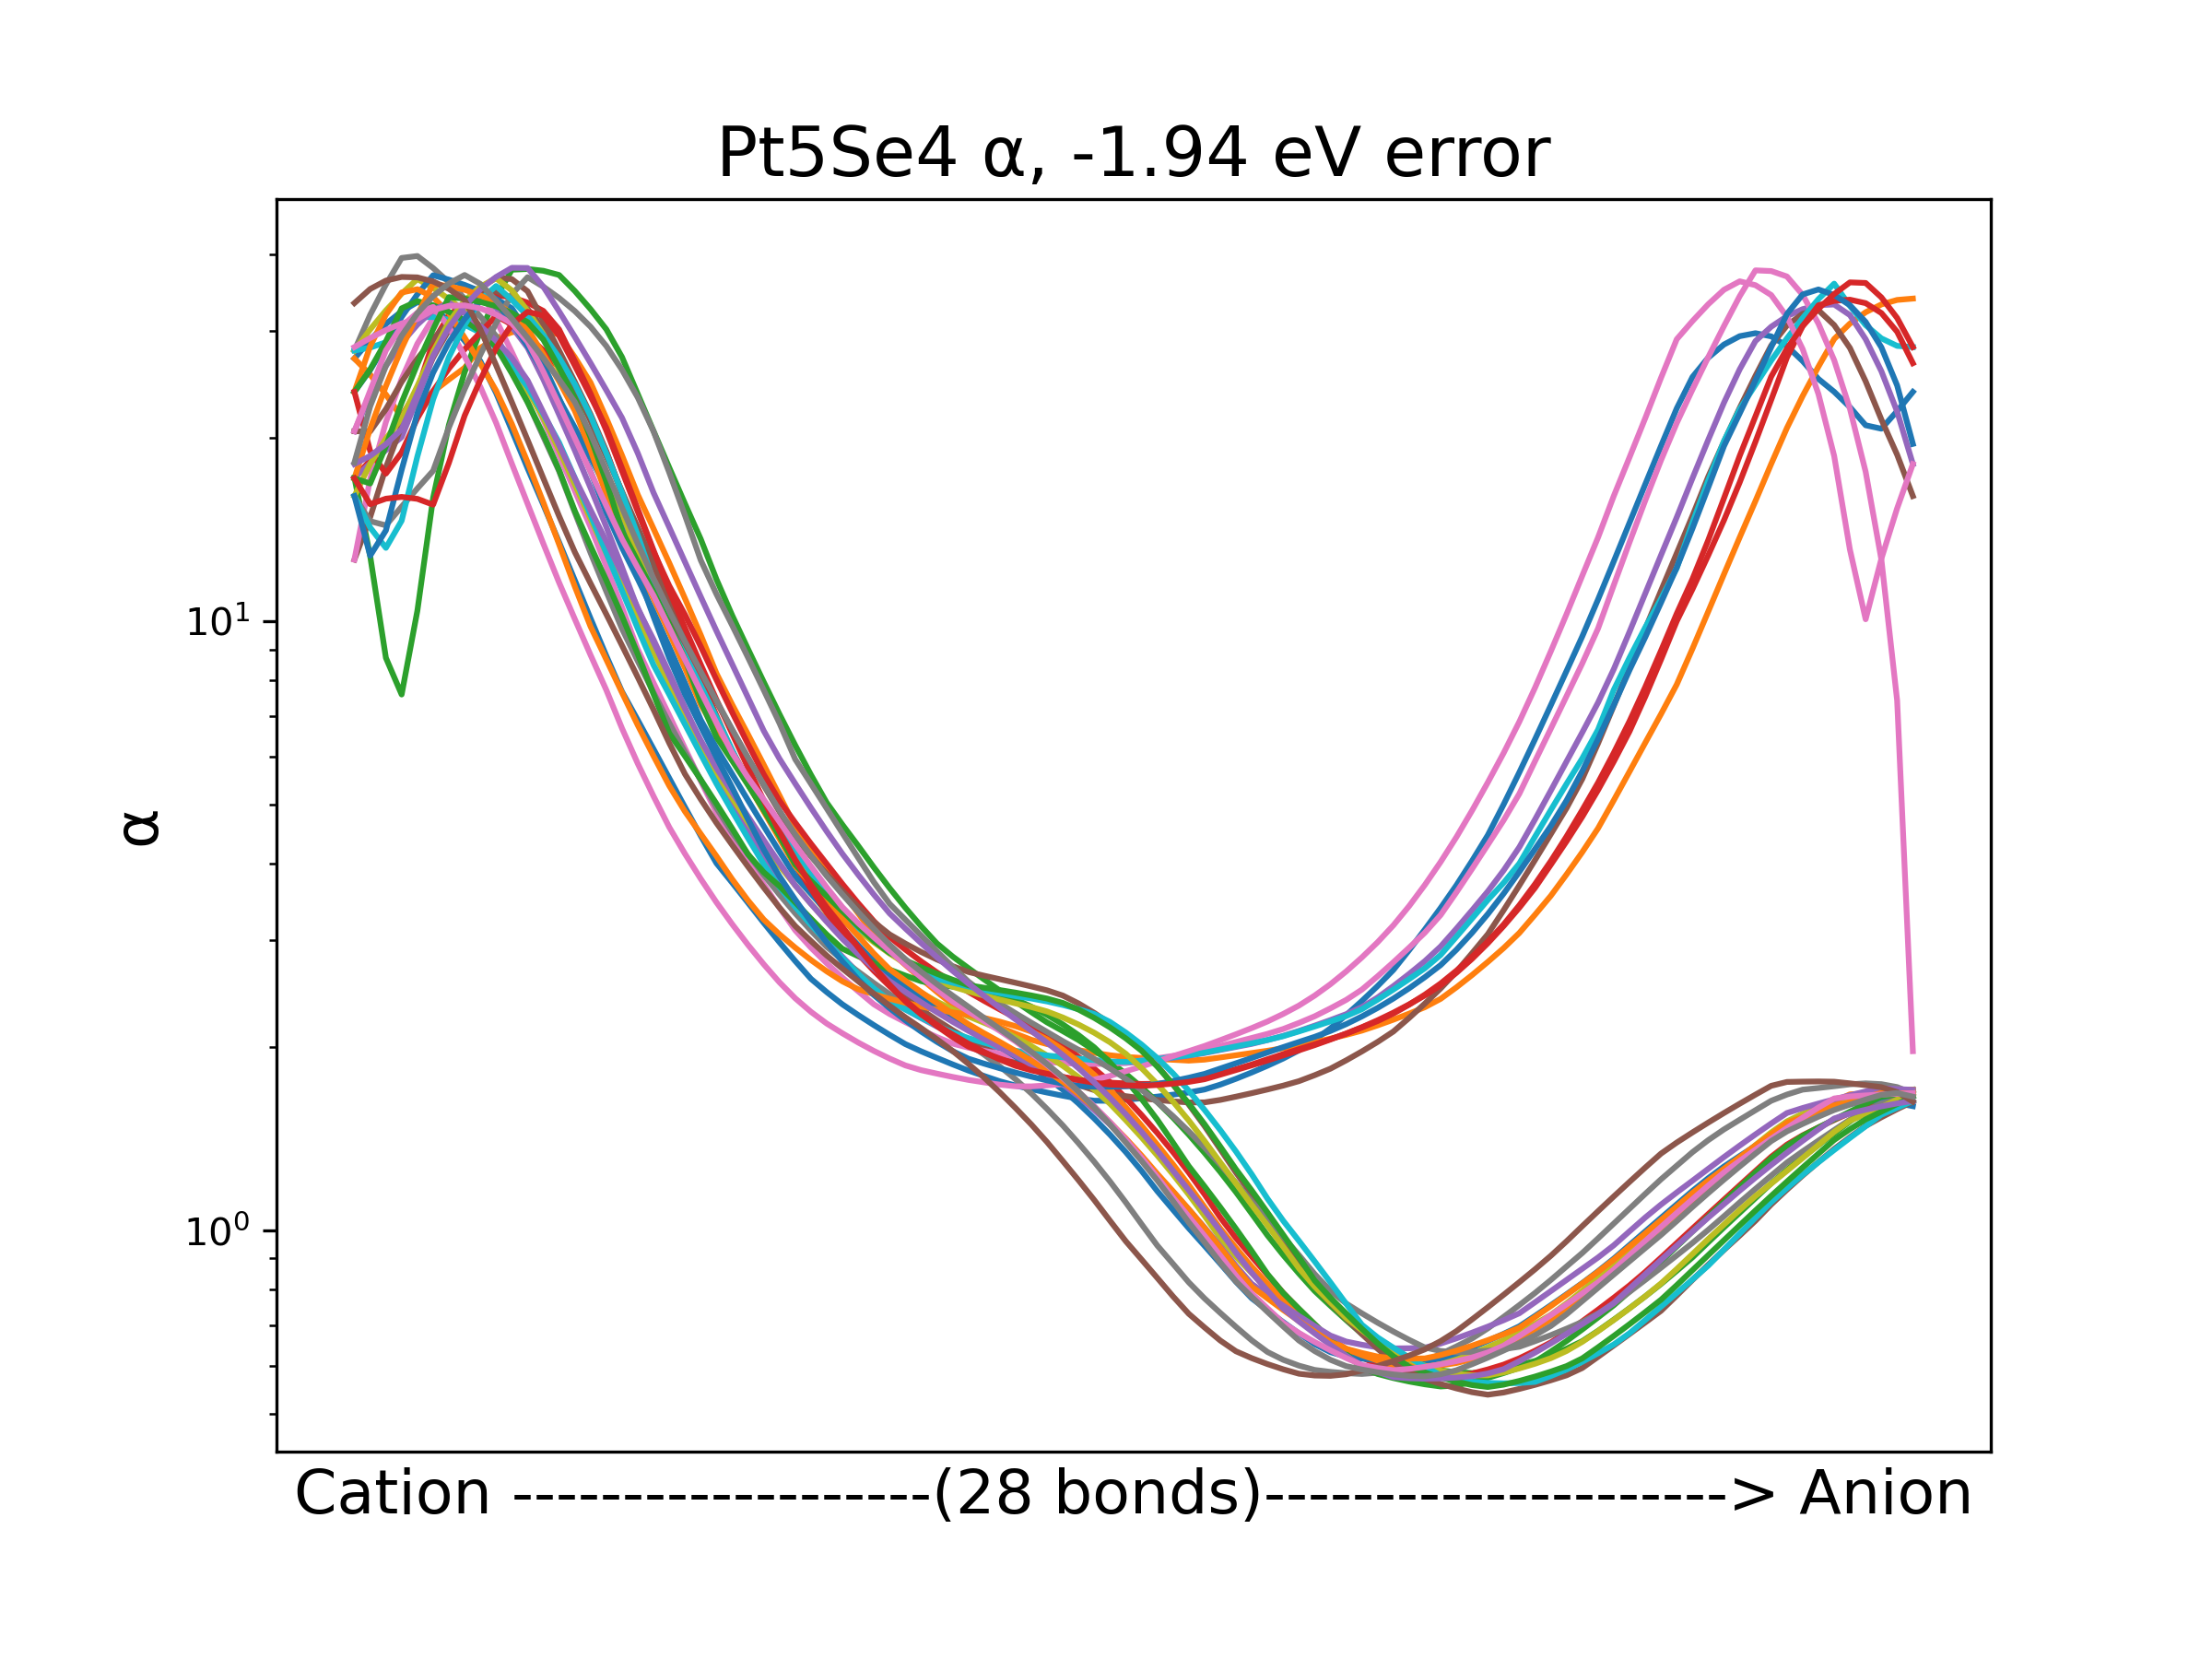 Pt5Se4 α, -1.94 eV error
α
10¹
10⁰
Cation --------------------(28 bonds)----------------------> Anion